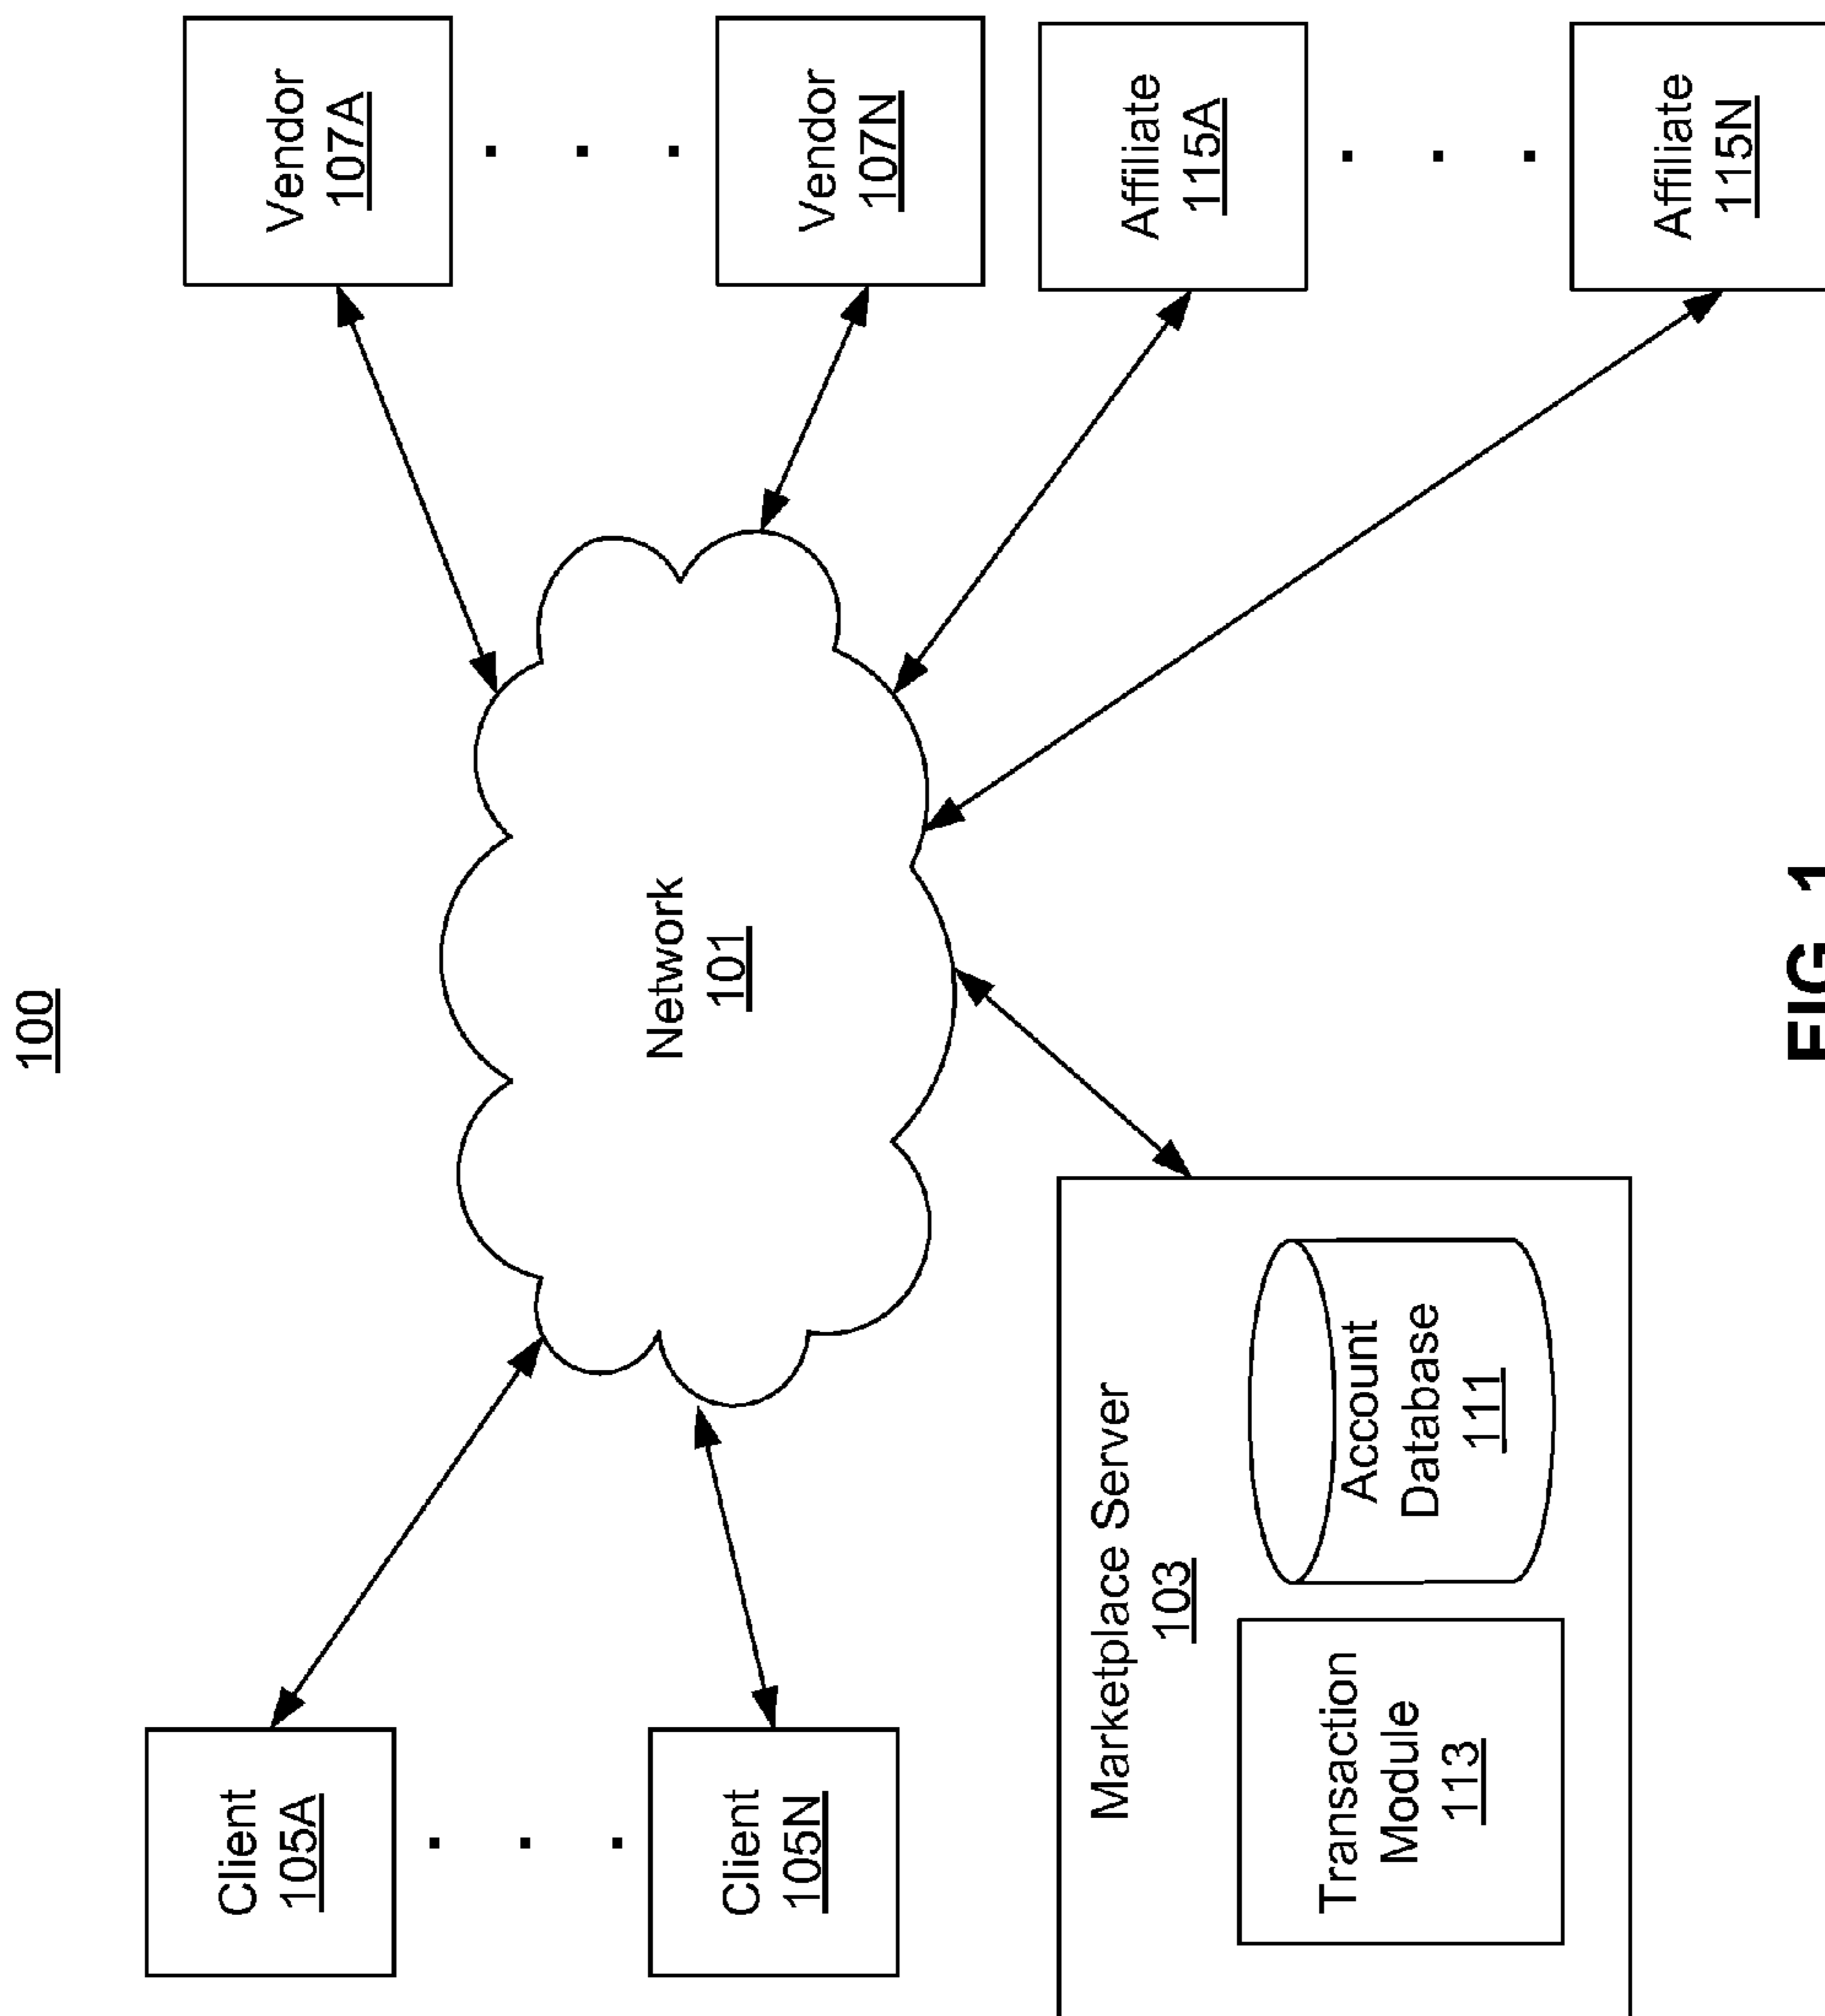 100
Client
105A
Client
105N
Network
101
Vendor
107A
Vendor
107N
Affiliate
115A
Affiliate
115N
Marketplace Server
103
Transaction
Module
113
Account
Database
111
FIG. 1